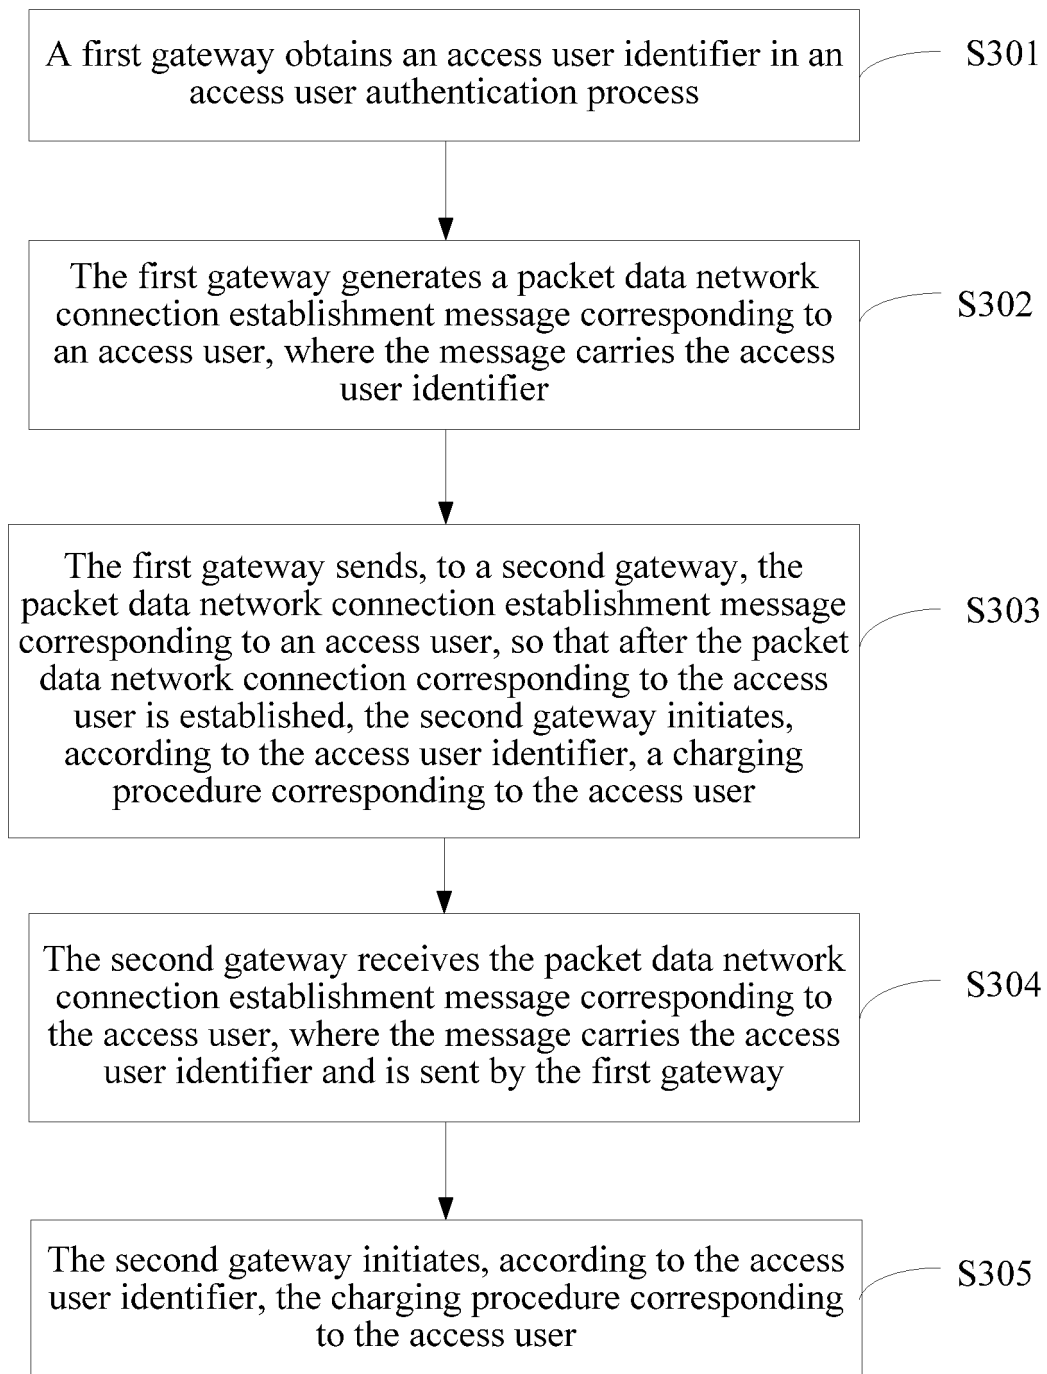 A first gateway obtains an access user identifier in an
access user authentication process
S301
The first gateway generates a packet data network
connection establishment message corresponding to
an access user, where the message carries the access
user identifier
S302
The first gateway sends, to a second gateway, the
packet data network connection establishment message
corresponding to an access user, so that after the packet
data network connection corresponding to the access
user is established, the second gateway initiates,
according to the access user identifier, a charging
procedure corresponding to the access user
S303
The second gateway receives the packet data network
connection establishment message corresponding to
the access user, where the message carries the access
user identifier and is sent by the first gateway
S304
The second gateway initiates, according to the access
user identifier, the charging procedure corresponding
to the access user
S305